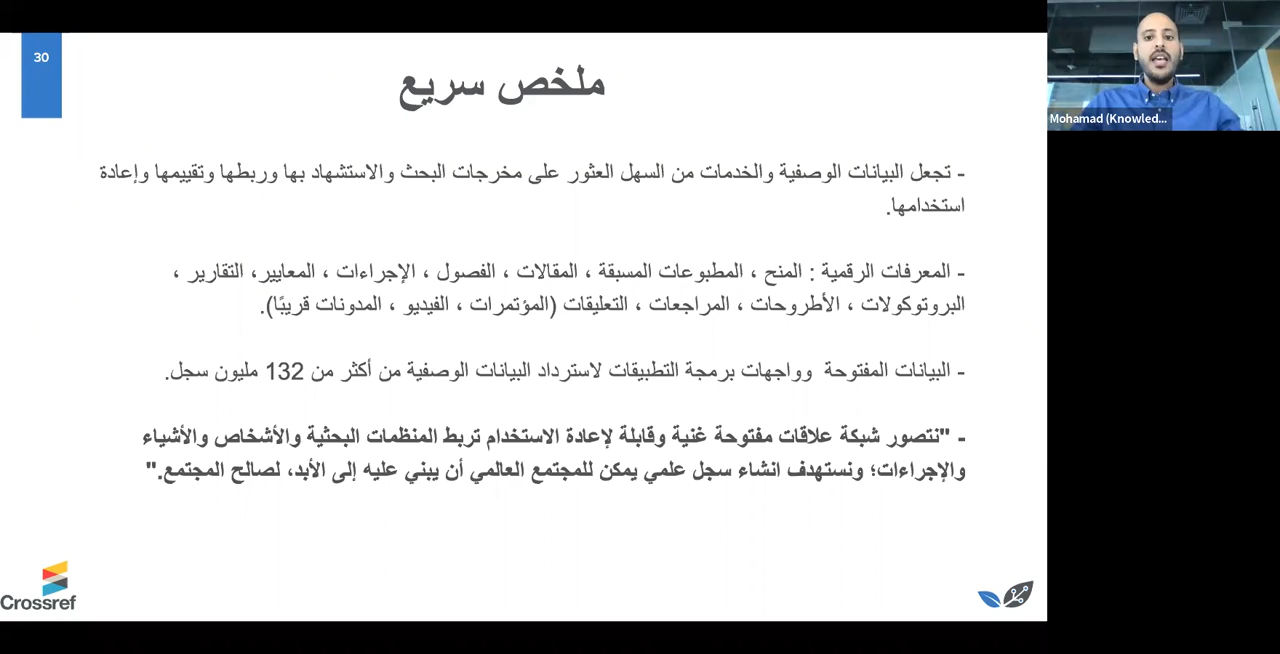 30
ملخص سريع
- تجعل البيانات الوصفية والخدمات من السهل العثور على مخرجات البحث والاستشهاد بها وربطها وتقييمها وإعادة
استخدامها.
- المعرفات الرقمية : المنح ، المطبوعات المسبقة ، المقالات ، الفصول ، الإجراءات ، المعايير، التقارير ،
البروتوكولات ، الأطروحات ، المراجعات ، التعليقات (المؤتمرات ، الفيديو ، المدونات قريبًا).
- البيانات المفتوحة وواجهات برمجة التطبيقات لاسترداد البيانات الوصفية من أكثر من 132 مليون سجل.
- "نتصور شبكة علاقات مفتوحة غنية وقابلة لإعادة الاستخدام تربط المنظمات البحثية والأشخاص والأشياء
والإجراءات؛ ونستهدف انشاء سجل علمي يمكن للمجتمع العالمي أن يبني عليه إلى الأبد، لصالح المجتمع."
Crossref
Mohamad (Knowled...